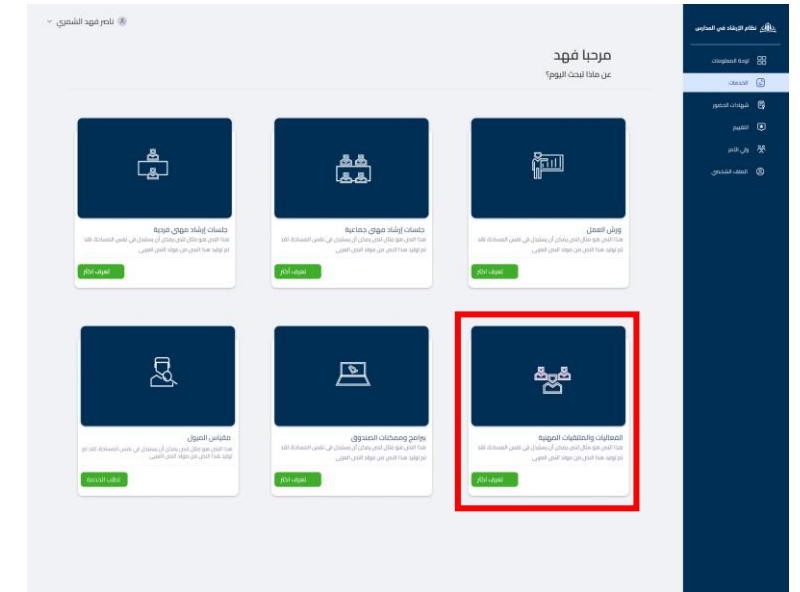 نظام الإرشاد في المدارس
لوحة المعلومات
الخدمات
شهادات الحضور
التقييم
ولي الأمر
الملف الشخصي
ناصر فهد الشمري
مرحبا فهد
عن ماذا تبحث اليوم؟
ورش العمل
هذا النص هو مثال لنص يمكن أن يستبدل في نفس المساحة، لقد
تم توليد هذا النص من مولد النص العربى
تعرف اكثر
جلسات إرشاد مهني جماعية
هذا النص هو مثال لنص يمكن أن يستبدل في نفس المساحة، لقد
تم توليد هذا النص من مولد النص العربى
تعرف أكثر
جلسات إرشاد مهني فردية
هذا النص هو مثال لنص يمكن أن يستبدل في نفس المساحة، لقد
تم توليد هذا النص من مولد النص العربى
تعرف اكثر
الفعاليات والملتقيات المهنية
هذا النص هو مثال لنص يمكن أن يستبدل في نفس المساحة، لقد
تم توليد هذا النص من مولد النص العربى
تعرف اكثر
برامج وممكنات الصندوق
هذا النص هو مثال لنص يمكن أن يستبدل في نفس المساحة، لقد
تم توليد هذا النص من مولد النص العربى
تعرف اكثر
مقياس الميول
هذا النص هو مثال لنص يمكن أن يستبدل في نفس المساحة، لقد تم
توليد هذا النص من مولد النص العربى
اطلب الخدمة